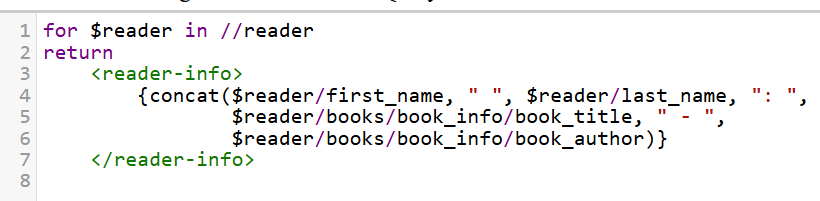 1 for $reader in //reader
2 return
3     <reader-info>
4         {concat($reader/first_name, " ", $reader/last_name, ": ",
5                 $reader/books/book_info/book_title, " - ",
6                 $reader/books/book_info/book_author)}
7     </reader-info>
8